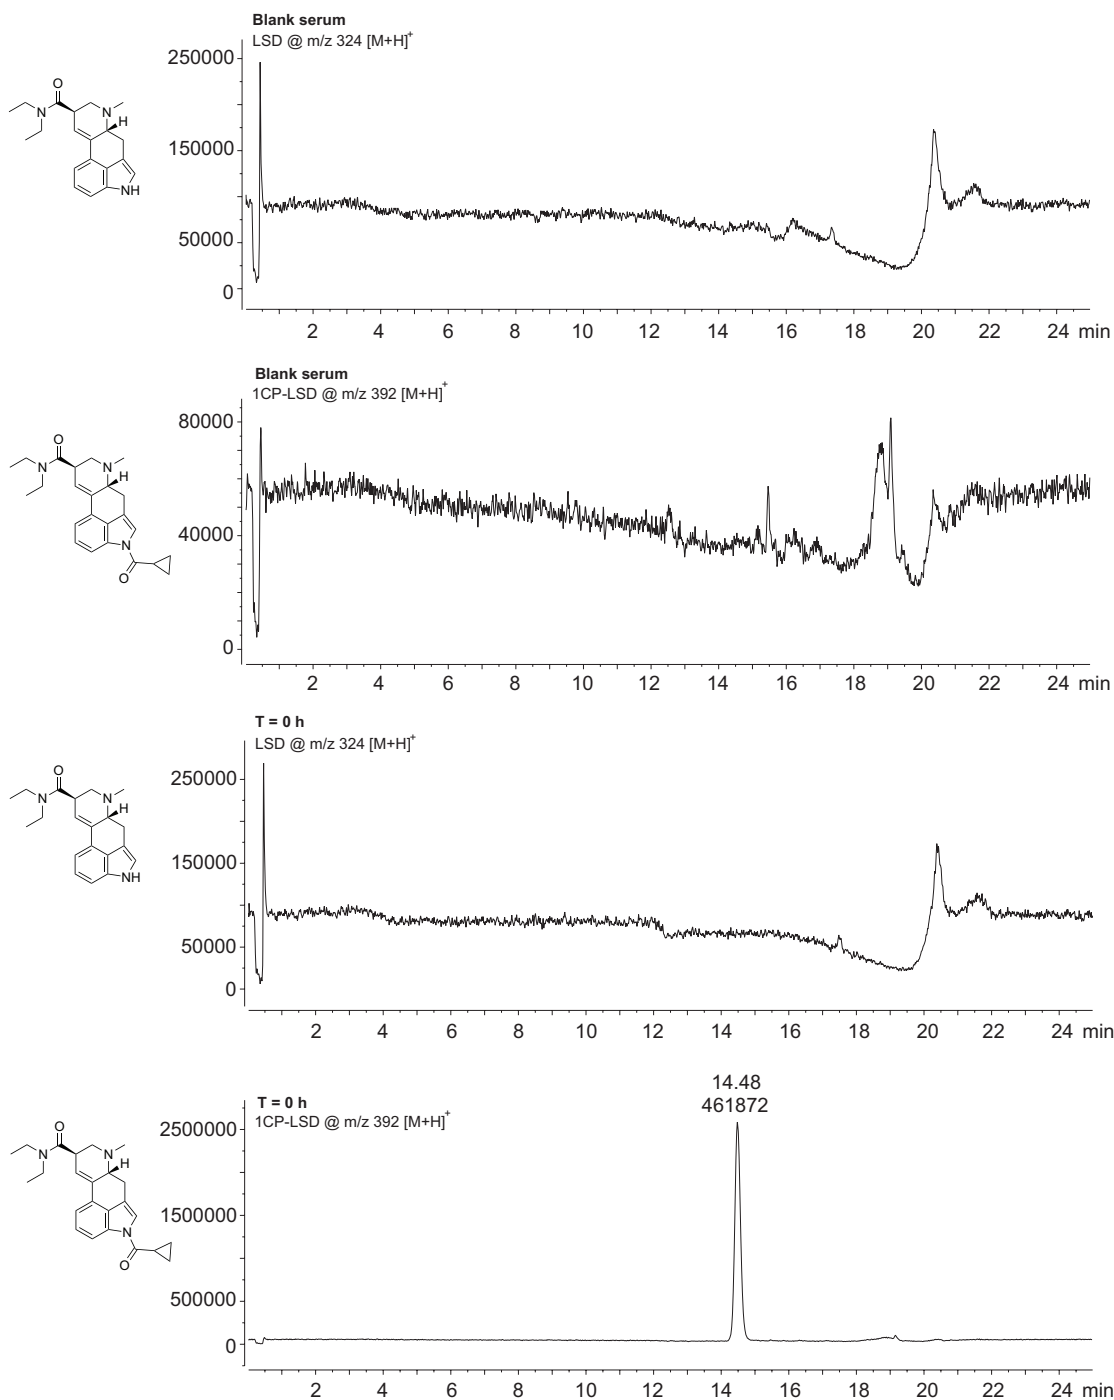 Blank serum
LSD @ m/z 324 [M+H]+
250000
150000
50000
0
2 4 6 8 10 12 14 16 18 20 22 24 min
O
N
N
H
NH
Blank serum
1CP-LSD @ m/z 392 [M+H]+
80000
40000
0
2 4 6 8 10 12 14 16 18 20 22 24 min
O
N
N
H
N
O
T = 0 h
LSD @ m/z 324 [M+H]+
250000
150000
50000
0
2 4 6 8 10 12 14 16 18 20 22 24 min
O
N
N
H
NH
14.48
461872
T = 0 h
1CP-LSD @ m/z 392 [M+H]+
2500000
1500000
500000
0
2 4 6 8 10 12 14 16 18 20 22 24 min
O
N
N
H
N
O